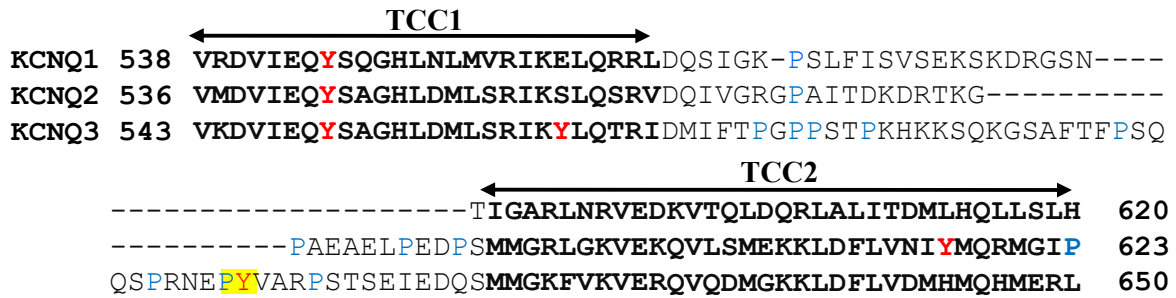 TCC1
KCNQ1 538 VRDVIEQYSQGHLNLMVRIKELQRRLDQSIGK-PSLFISVSEKSKDRGSN----
KCNQ2 536 VMDVIEQYSAGHLDMLSRIKSLQSRVDQIVGRGPAITDKDRTKG----------
KCNQ3 543 VKDVIEQYSAGHLDMLSRIKYLQTRIDMIFTPGPPSTPKHKKSQKGSAFTFPSQ
TCC2
--------------------TIGARLNRVEDKVTQLDQRLALITDMLHQLLSLH 620
----------PAEAELPEDPSMMGRLGKVEKQVLSMEKKLDFLVNIYMQRMGIP 623
QSPRNEPYVARPSTSEIEDQSMMGKFVKVERQVQDMGKKLDFLVDMHMQHMERL 650